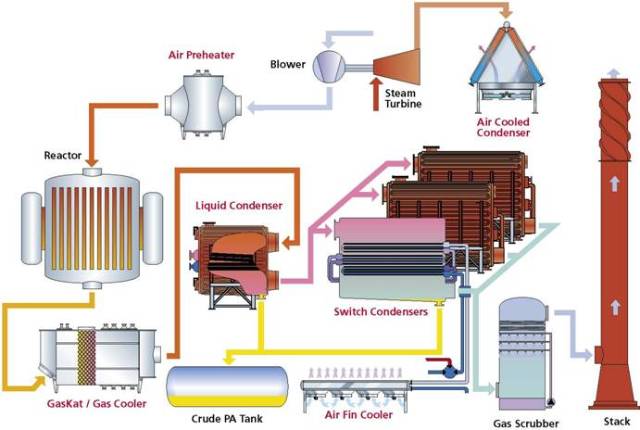 Air Preheater
Blower
Steam
Turbine
Air Cooled
Condenser
Reactor
Liquid Condenser
Switch Condensers
GasKat / Gas Cooler
Crude PA Tank
Air Fin Cooler
Gas Scrubber
Stack